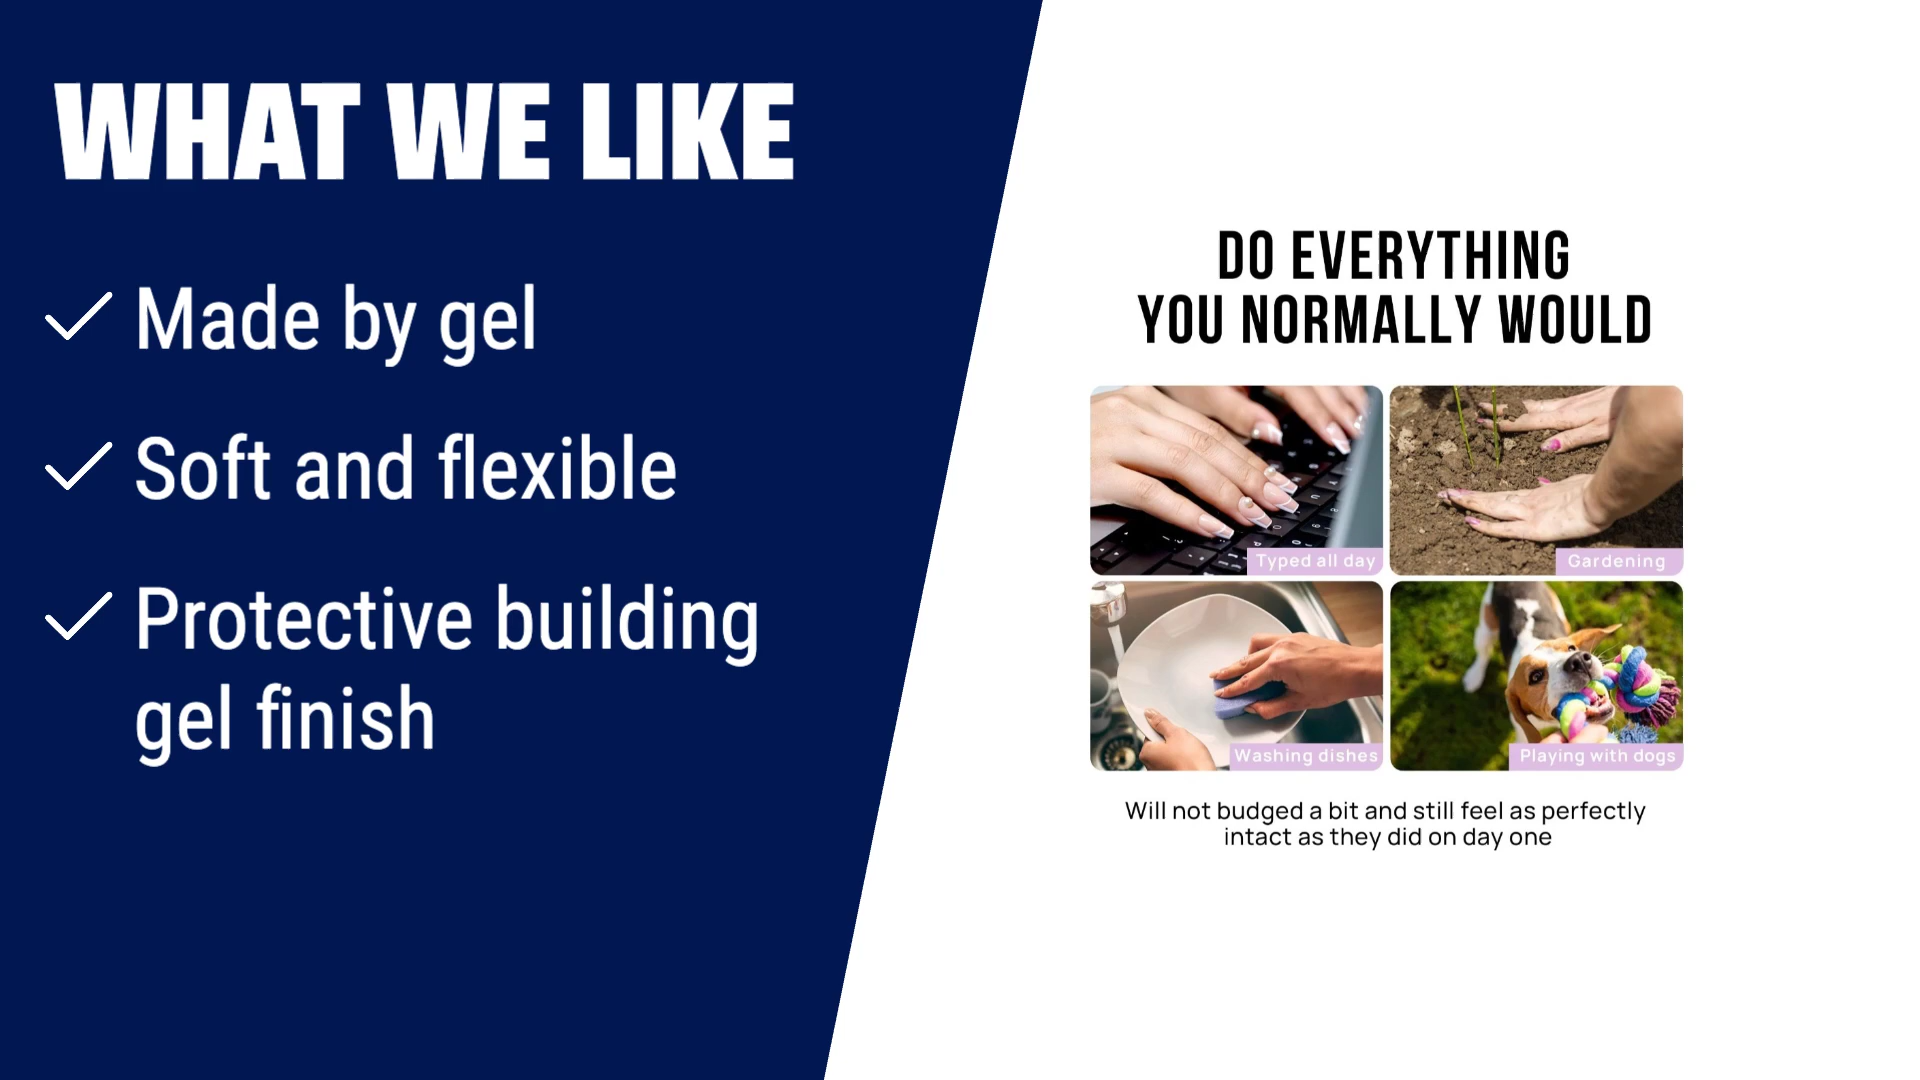 WHAT WE LIKE
Made by gel
Soft and flexible
Protective building
gel finish
DO EVERYTHING
YOU NORMALLY WOULD
Typed all day
Gardening
Washing dishes
Playing with dogs
Will not budged a bit and still feel as perfectly
intact as they did on day one